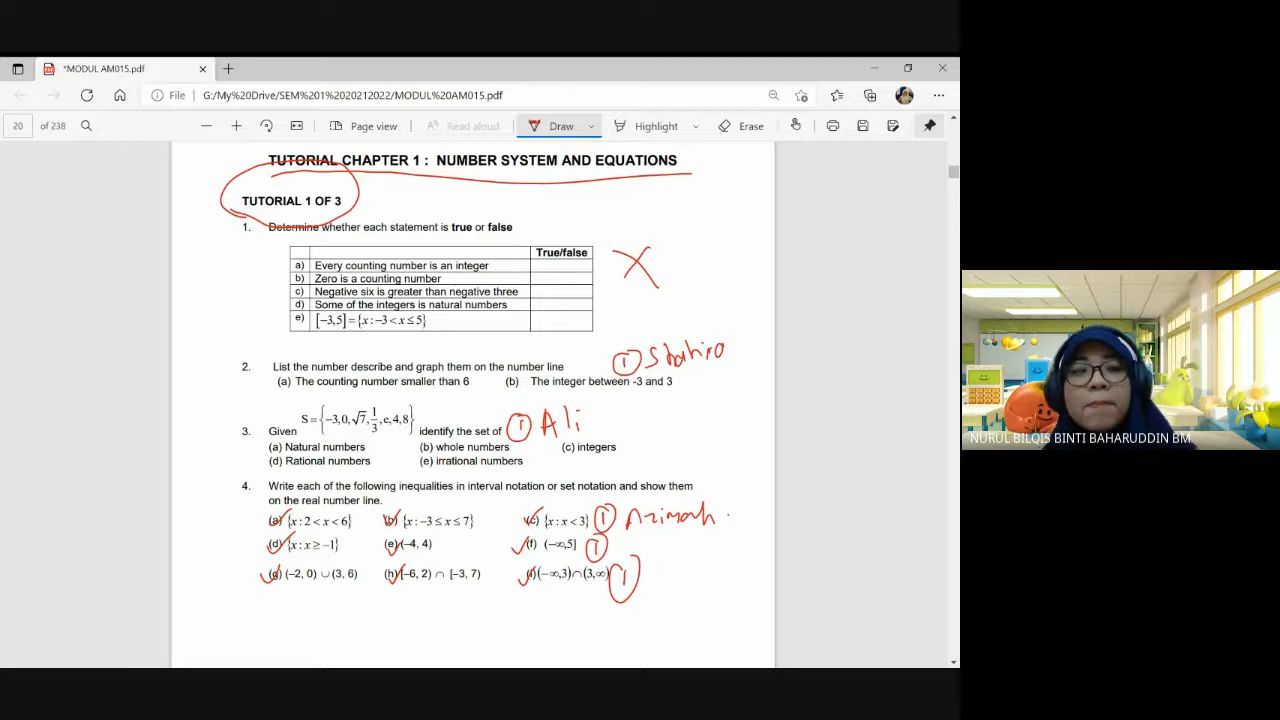 *MODUL AM015.pdf
File G:/My%20Drive/SEM%201%2020212022/MODUL%20AM015.pdf
20 of 238 Page view Read aloud Draw Highlight Erase
TUTORIAL CHAPTER 1 : NUMBER SYSTEM AND EQUATIONS
TUTORIAL 1 OF 3
1. Determine whether each statement is true or false
True/false
a) Every counting number is an integer
b) Zero is a counting number
c) Negative six is greater than negative three
d) Some of the integers is natural numbers
e) [−3,5] = {x : −3 < x ≤ 5}
X
2. List the number describe and graph them on the number line
① 
(a) The counting number smaller than 6 (b) The integer between -3 and 3
3. Given S = {−3, 0, √7, 1/3, e, 4, 8} identify the set of ① Ali
(a) Natural numbers (b) whole numbers (c) integers
(d) Rational numbers (e) irrational numbers
4. Write each of the following inequalities in interval notation or set notation and show them
on the real number line.
(a) {x : 2 < x < 6} (b) {x : −3 ≤ x ≤ 7} (c) {x : x < 3} ① Azimah
(d) {x : x ≥ −1} (e) (−4, 4) (f) (−∞,5] ①
(g) (−2, 0) ∪ (3, 6) (h) [−6, 2) ∩ [−3, 7) (i) (−∞,3) ∩ (3,∞) ①
NURUL BILQIS BINTI BAHARUDDIN BM